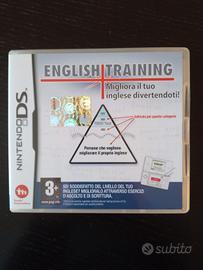 ENGLISH TRAINING
Migliora il tuo
inglese divertendoti!
NINTENDO DS
Persone che vogliono
migliorare il proprio inglese
3+
www.pegi.info
SEI SODDISFATTO DEL LIVELLO DEL TUO
INGLESE? MIGLIORALO ATTRAVERSO ESERCIZI
D'ASCOLTO E DI SCRITTURA.
subito